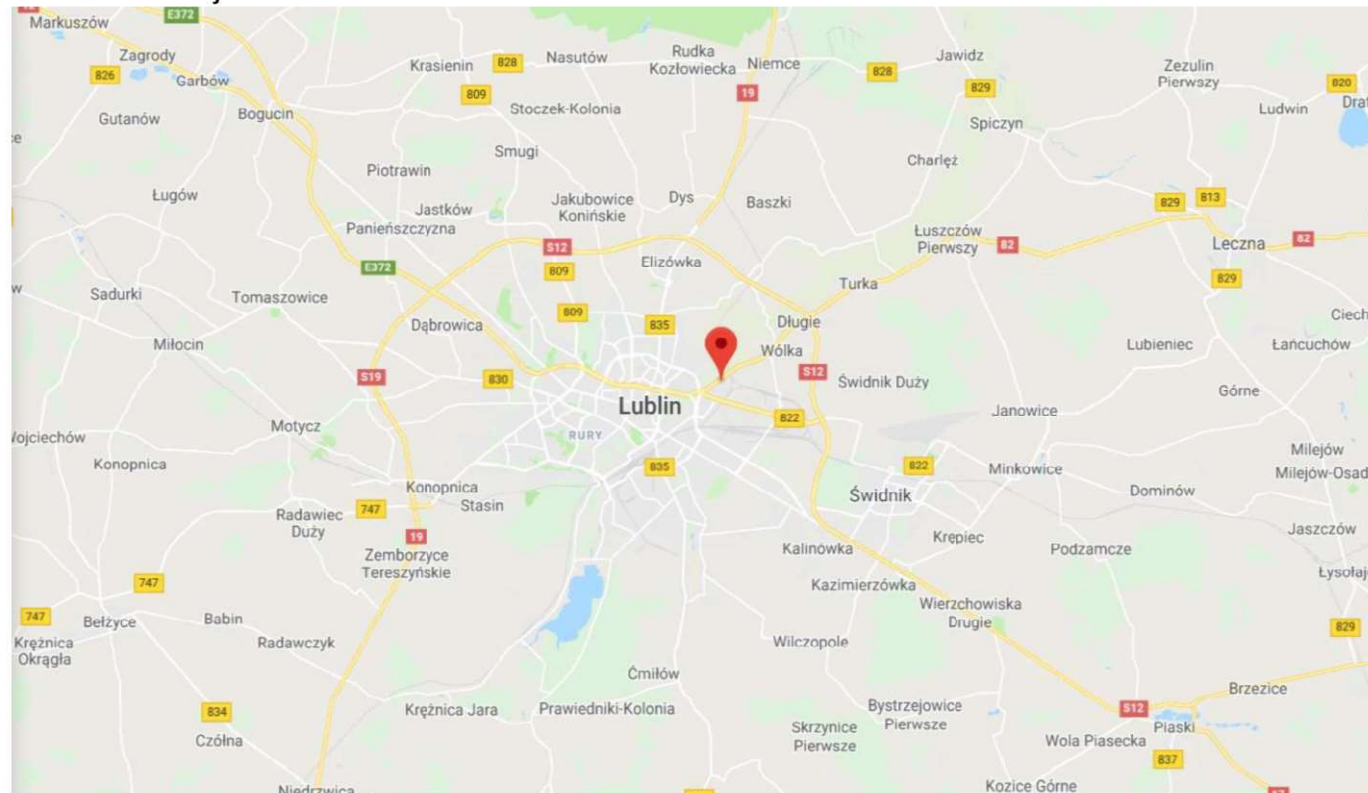 E372
Markuszów
Zagrody
826
Garbów
Krasienin
828
Nasutów
Rudka
Kozłowiecka
Niemce
828
Jawidz
Zezulin
Pierwszy
820
809
19
829
Ludwin
Gutanów
Bogucin
Stoczek-Kolonia
Spiczyn
Smugi
Piotrawin
Charlęż
Ługów
Jastków
Jakubowice
Konińskie
Dys
Baszki
829
813
Panieńszczyzna
Łuszczów
Pierwszy
S12
82
Leczna
82
E372
809
Elizówka
829
Sadurki
Tomaszowice
Turka
809
835
Długie
Dąbrowica
Miłocin
Wólka
Lubieniec
Łańcuchów
S19
830
S12
Świdnik Duży
Górne
Lublin
822
Janowice
Motycz
RURY
Konopnica
835
822
Minkowice
Milejów
Milejów-Osad
Konopnica
Stasin
Świdnik
Dominów
747
Radawiec
Duży
19
Krępiec
Jaszczów
Zemborzyce
Tereszyńskie
Kalinówka
Podzamcze
747
Kazimierzówka
Wierzchowiska
Drugie
747
Bełżyce
Babin
829
Krężnica
Okrągła
Radawczyk
Wilczopole
Ćmiłów
Brzezice
834
Krężnica Jara
Prawiedniki-Kolonia
Bystrzejowice
Pierwsze
S12
Czółna
Skrzynice
Pierwsze
Wola Piasecka
Piaski
837
Kozice Górne